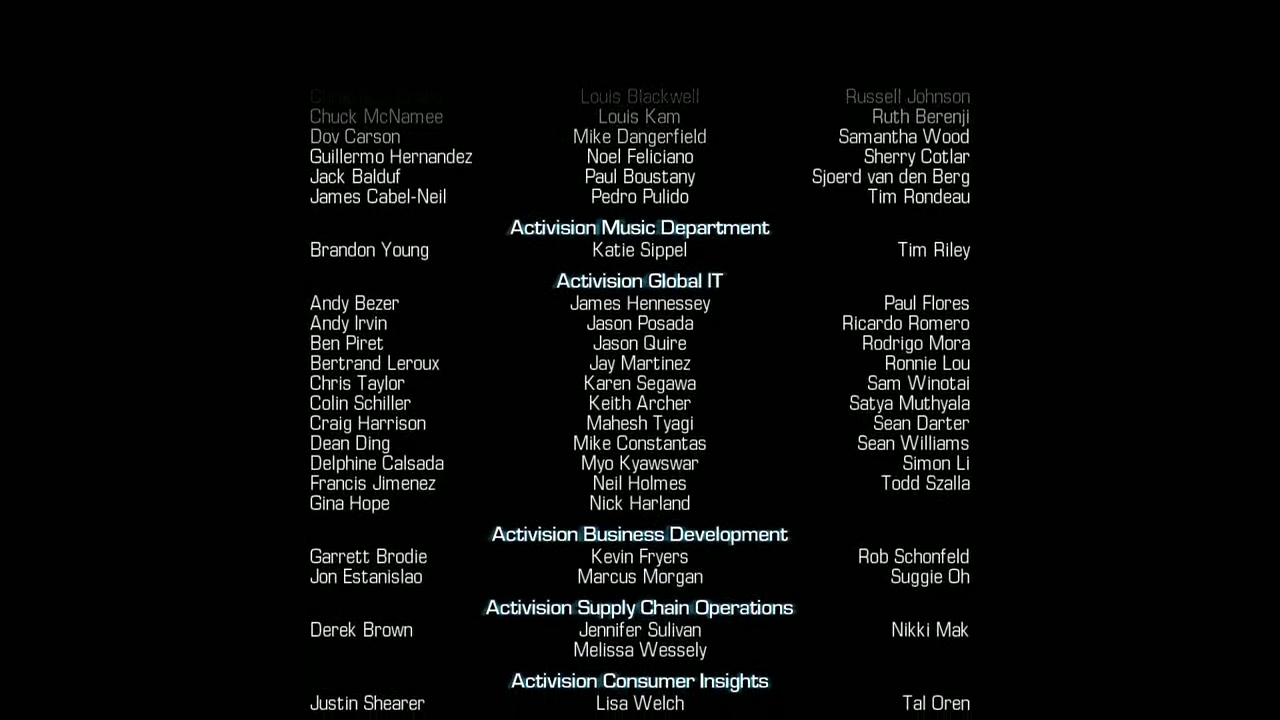 Louis Blackwell Russell Johnson
Chuck McNamee Louis Kam Ruth Berenji
Dov Carson Mike Dangerfield Samantha Wood
Guillermo Hernandez Noel Feliciano Sherry Cotlar
Jack Balduf Paul Boustany Sjoerd van den Berg
James Cabel-Neil Pedro Pulido Tim Rondeau
Activision Music Department
Brandon Young Katie Sippel Tim Riley
Activision Global IT
Andy Bezer James Hennessey Paul Flores
Andy Irvin Jason Posada Ricardo Romero
Ben Piret Jason Quire Rodrigo Mora
Bertrand Leroux Jay Martinez Ronnie Lou
Chris Taylor Karen Segawa Sam Winotai
Colin Schiller Keith Archer Satya Muthyala
Craig Harrison Mahesh Tyagi Sean Darter
Dean Ding Mike Constantas Sean Williams
Delphine Calsada Myo Kyawswar Simon Li
Francis Jimenez Neil Holmes Todd Szalla
Gina Hope Nick Harland
Activision Business Development
Garrett Brodie Kevin Fryers Rob Schonfeld
Jon Estanislao Marcus Morgan Suggie Oh
Activision Supply Chain Operations
Derek Brown Jennifer Sulivan Nikki Mak
Melissa Wessely
Activision Consumer Insights
Justin Shearer Lisa Welch Tal Oren